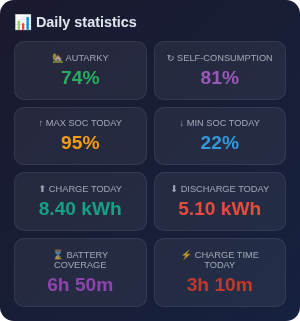 📊 Daily statistics
🏡 AUTARKY
74%
↻ SELF-CONSUMPTION
81%
↑ MAX SOC TODAY
95%
↓ MIN SOC TODAY
22%
⬆ CHARGE TODAY
8.40 kWh
⬇ DISCHARGE TODAY
5.10 kWh
⌛ BATTERY
COVERAGE
6h 50m
⚡ CHARGE TIME
TODAY
3h 10m